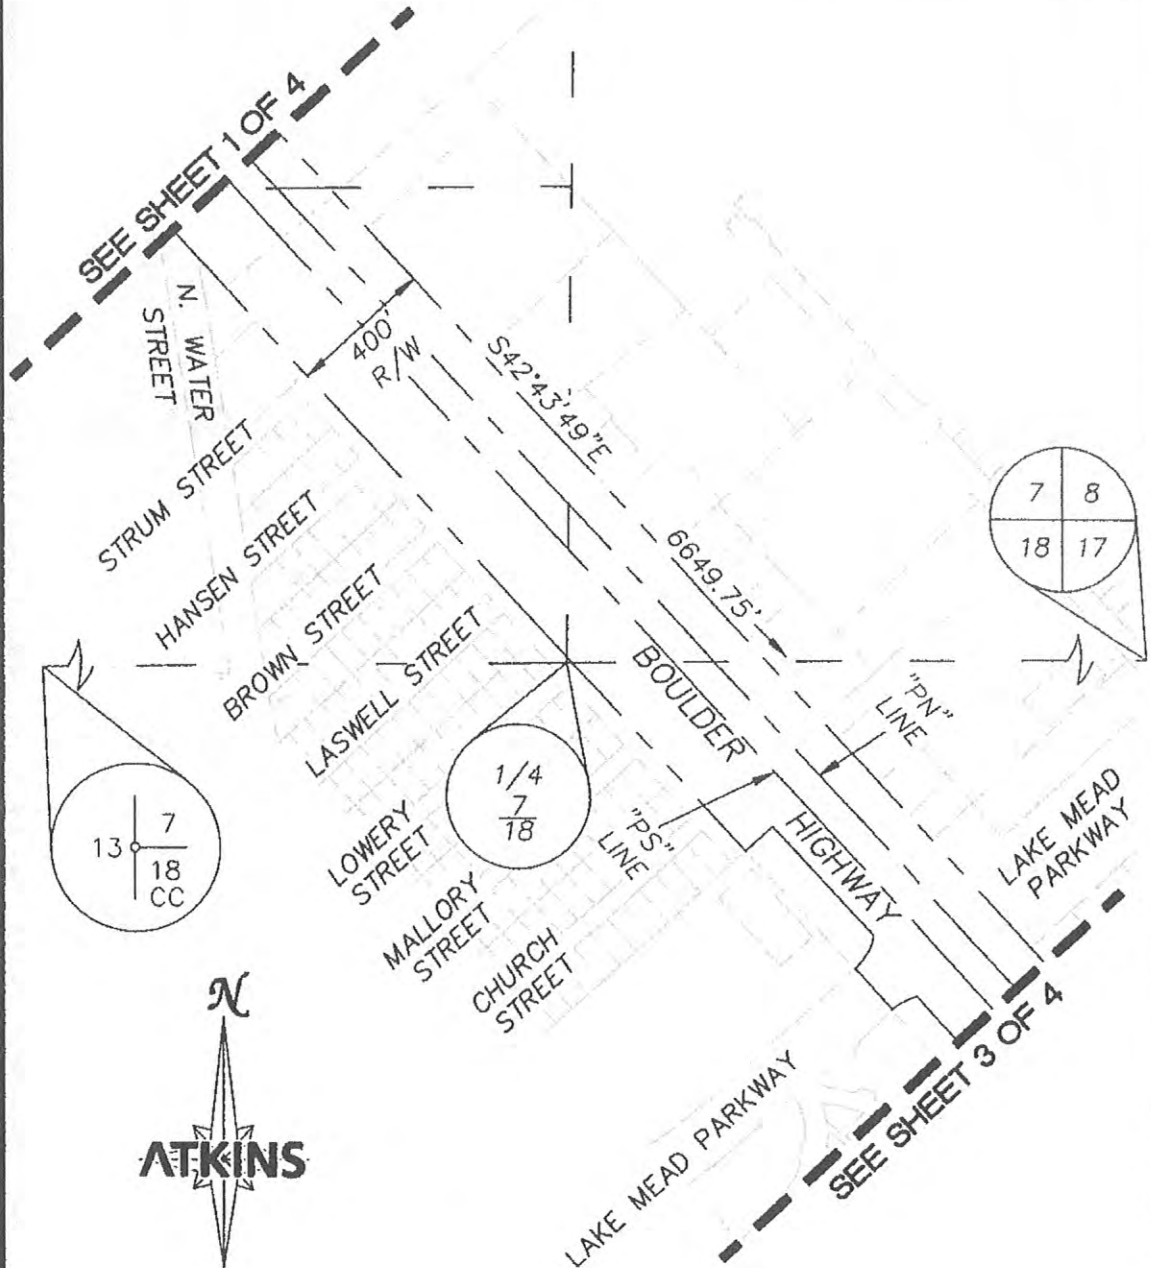 SEE SHEET 1 OF 4
N. WATER
STREET
400'
R/W
S42°43'49"E
6649.75'
STRUM STREET
HANSEN STREET
BROWN STREET
LASWELL STREET
LOWERY
STREET
MALLORY
STREET
CHURCH
STREET
7 8
18 17
BOULDER
HIGHWAY
"PN"
LINE
"PS"
LINE
1/4
7
18
13 7
18
CC
LAKE MEAD
PARKWAY
LAKE MEAD PARKWAY
SEE SHEET 3 OF 4
N
ATKINS